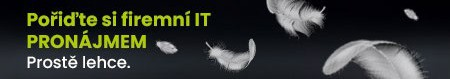 Pořiďte si firemní IT
PRONÁJMEM
Prostě lehce.